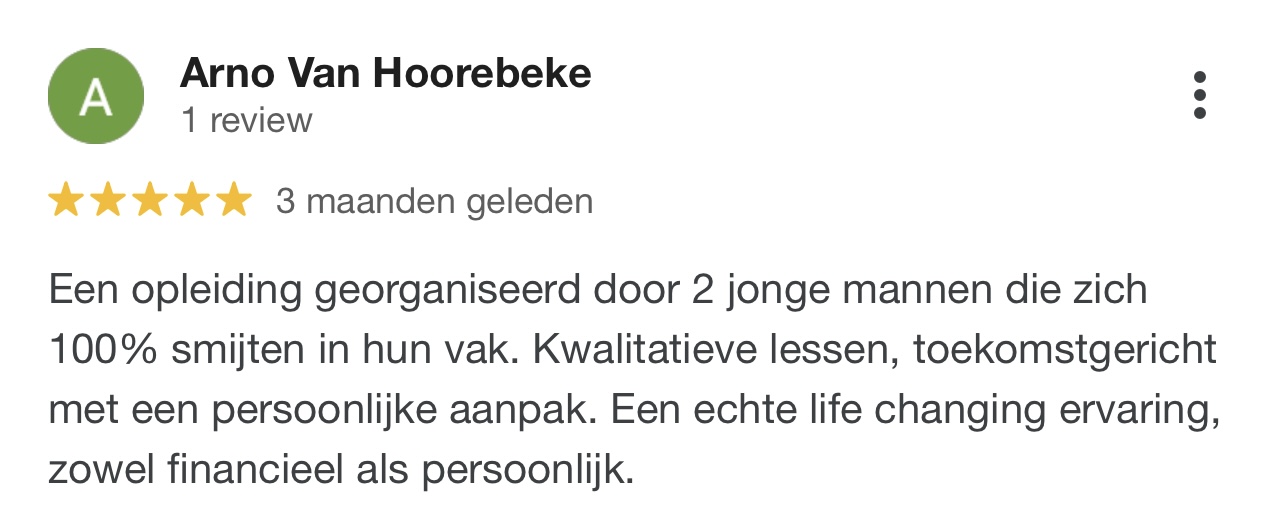 A
Arno Van Hoorebeke
1 review
3 maanden geleden
Een opleiding georganiseerd door 2 jonge mannen die zich
100% smijten in hun vak. Kwalitatieve lessen, toekomstgericht
met een persoonlijke aanpak. Een echte life changing ervaring,
zowel financieel als persoonlijk.